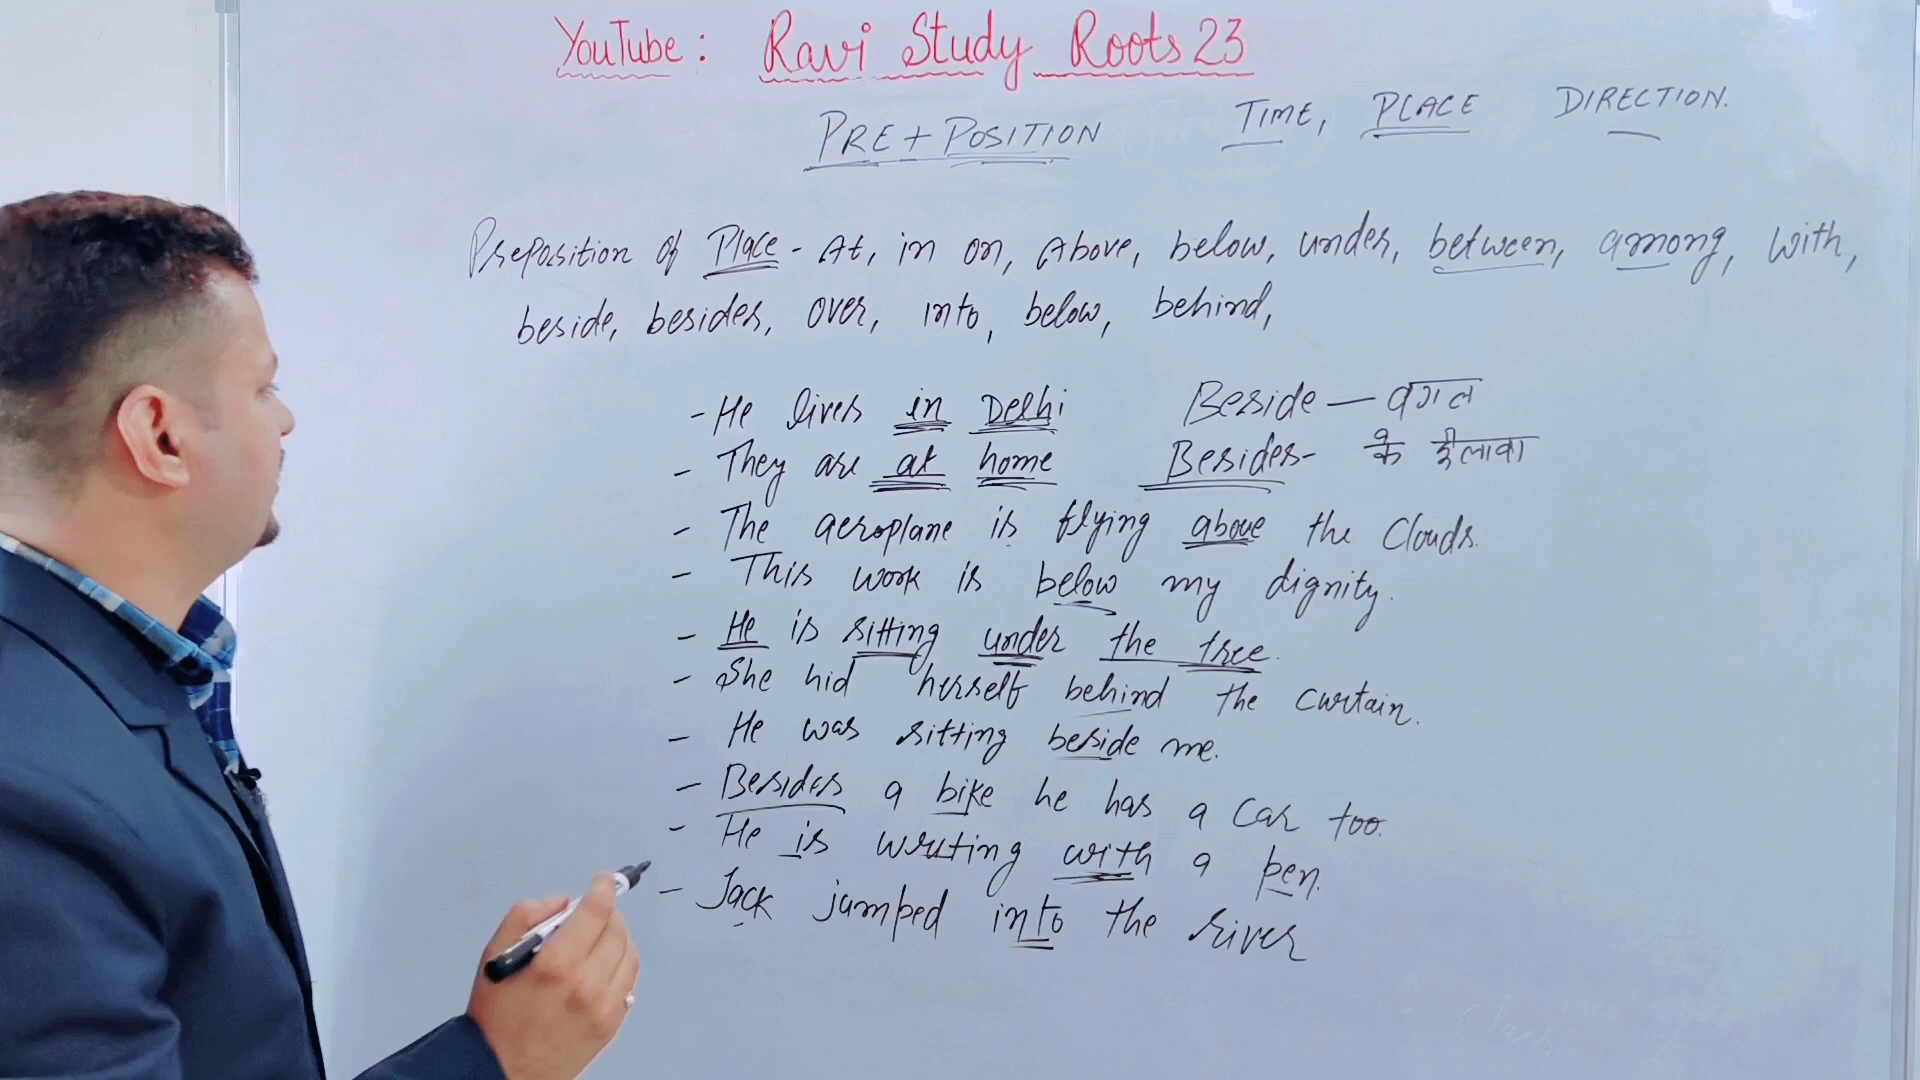 YouTube: Ravi Study Roots 23
PRE + POSITION TIME, PLACE DIRECTION.
Preposition of Place - At, in on, Above, below, under, between, among, with,
beside, besides, over, into, below, behind,
- He lives in Delhi Beside — बगल
- They are at home Besides- के ईलावा
- The aeroplane is flying above the Clouds.
- This work is below my dignity.
- He is sitting under the tree.
- She hid herself behind the curtain.
- He was sitting beside me.
- Besides a bike he has a car too.
- He is writing with a pen.
- Jack jumped into the river